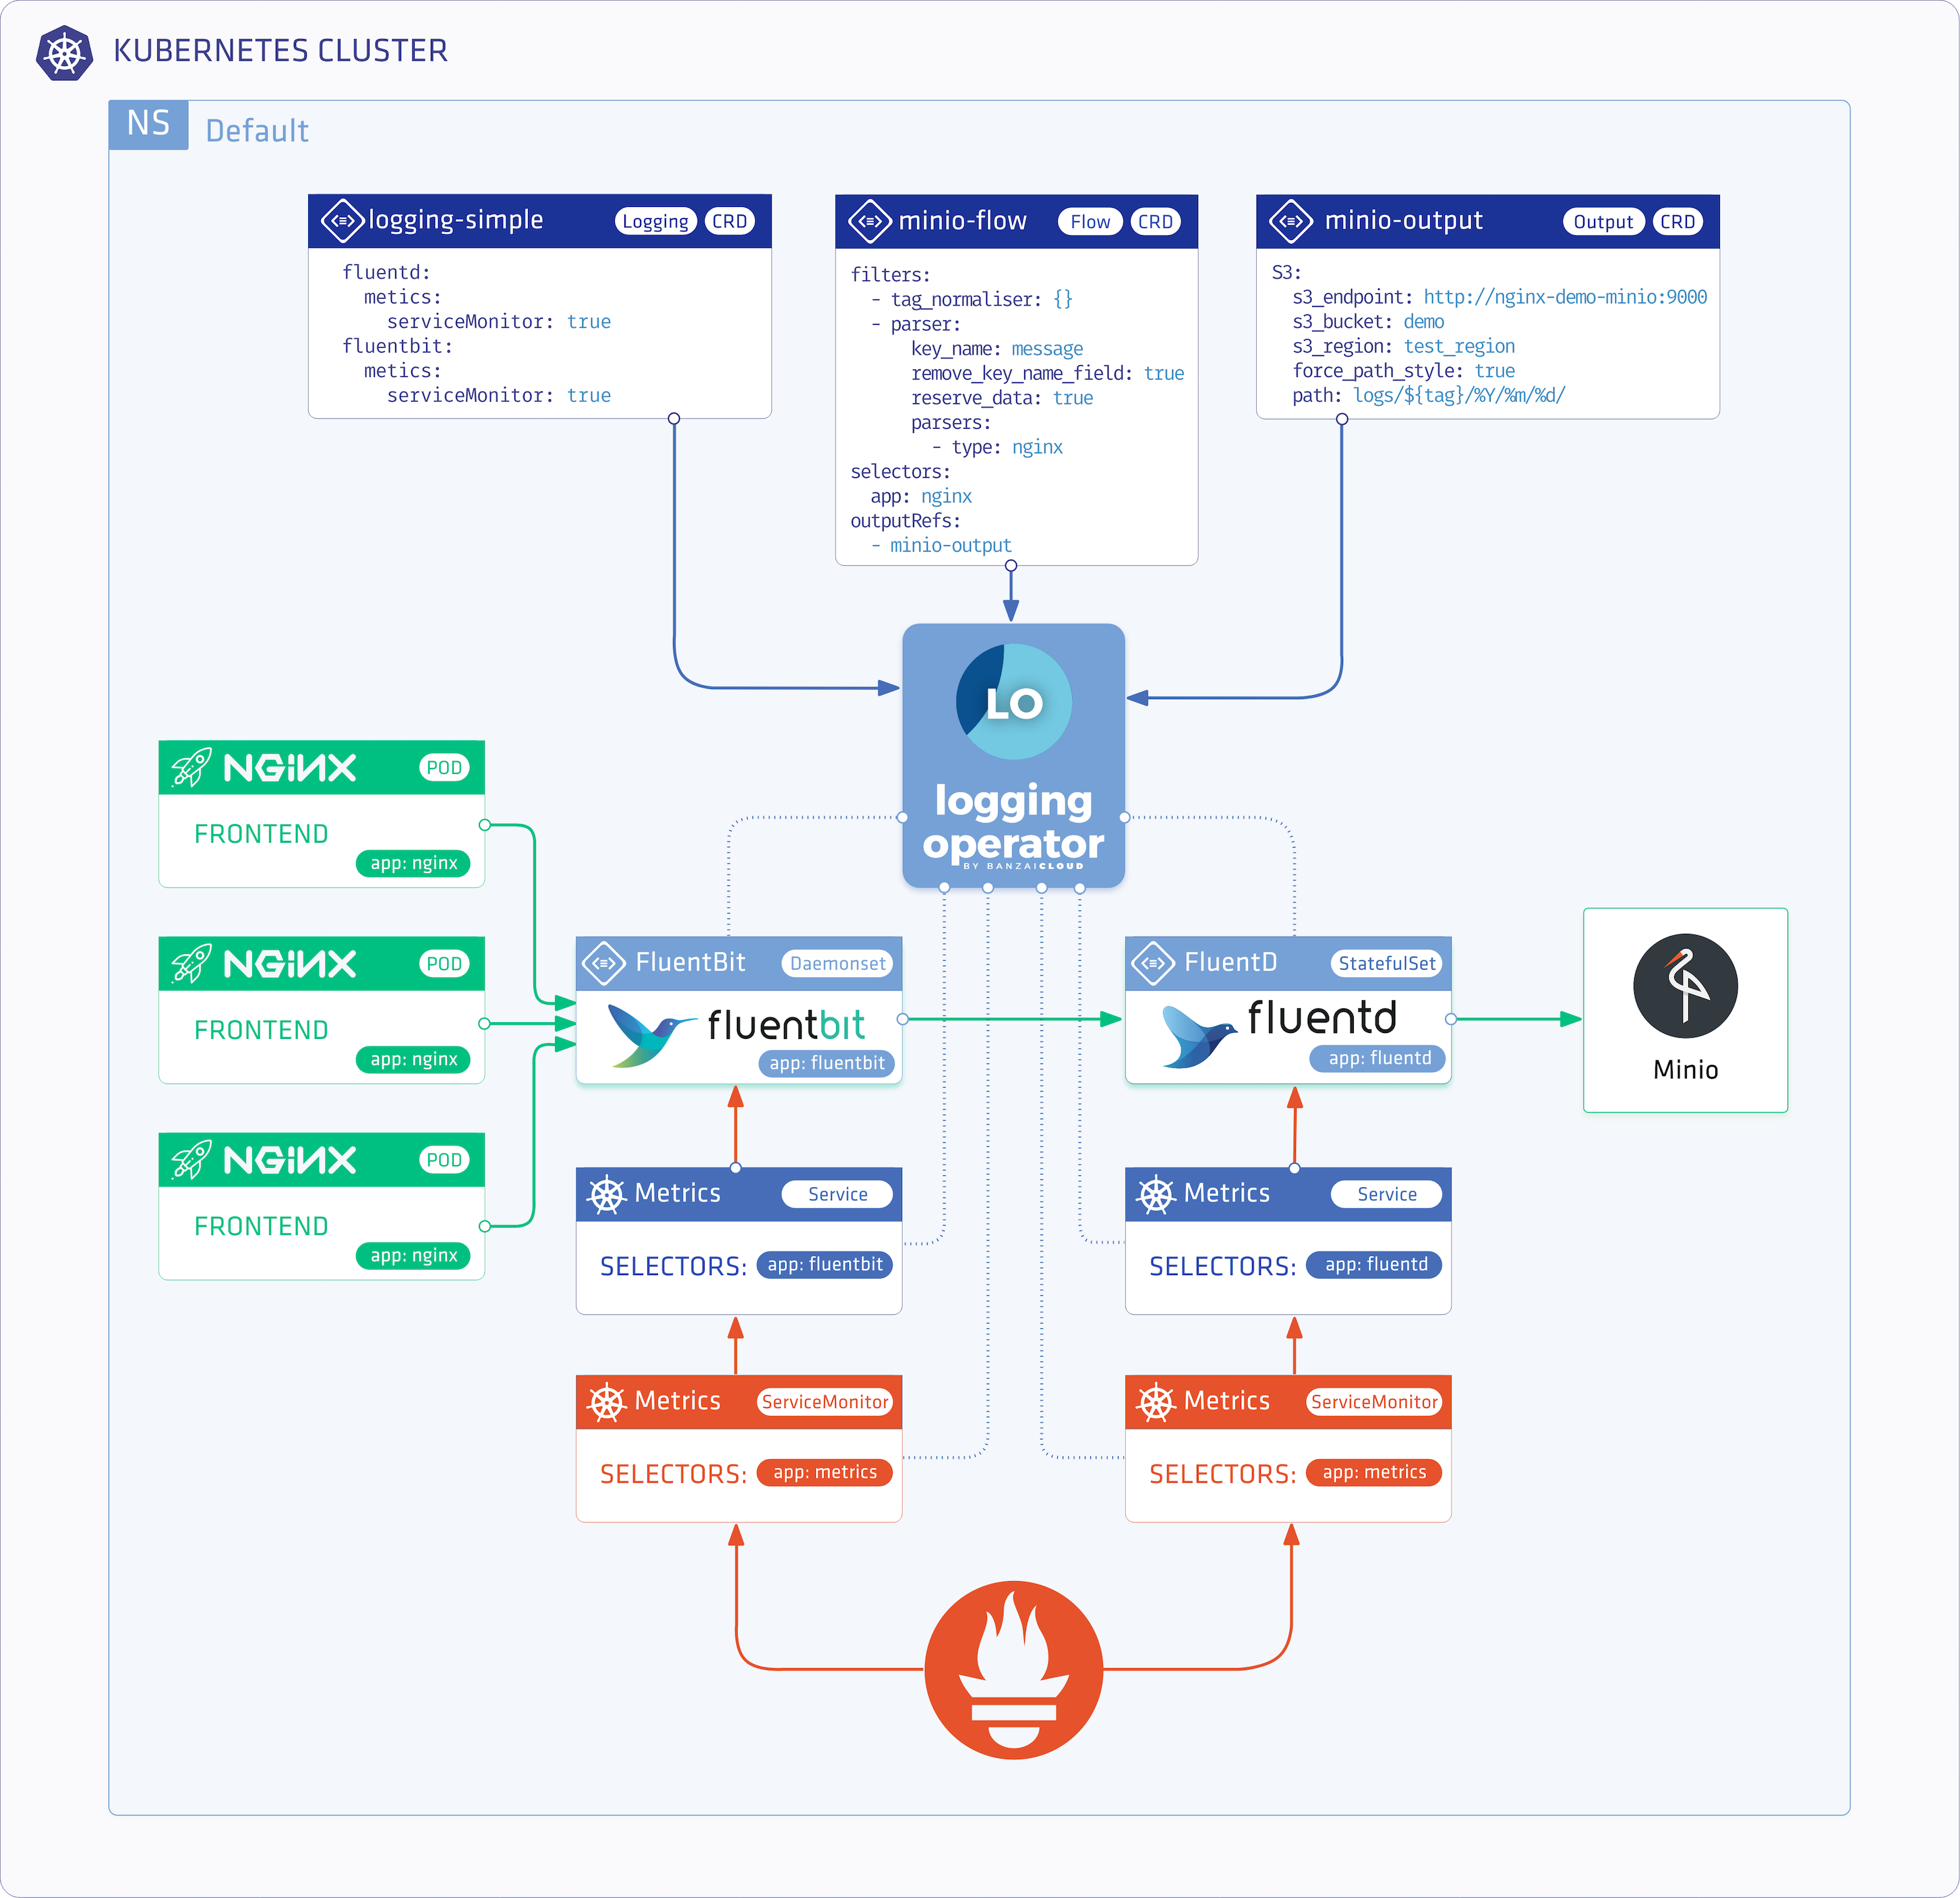 KUBERNETES CLUSTER
NS Default
logging-simple Logging CRD
fluentd:
metics:
serviceMonitor: true
fluentbit:
metics:
serviceMonitor: true
minio-flow Flow CRD
filters:
- tag_normaliser: {}
- parser:
key_name: message
remove_key_name_field: true
reserve_data: true
parsers:
- type: nginx
selectors:
app: nginx
outputRefs:
- minio-output
minio-output Output CRD
S3:
s3_endpoint: http://nginx-demo-minio:9000
s3_bucket: demo
s3_region: test_region
force_path_style: true
path: logs/${tag}/%Y/%m/%d/
LO
logging
operator
BY BANZAICLOUD
NGINX POD
FRONTEND
app: nginx
NGINX POD
FRONTEND
app: nginx
NGINX POD
FRONTEND
app: nginx
FluentBit Daemonset
fluentbit
app: fluentbit
FluentD StatefulSet
fluentd
app: fluentd
Minio
Metrics Service
SELECTORS: app: fluentbit
Metrics Service
SELECTORS: app: fluentd
Metrics ServiceMonitor
SELECTORS: app: metrics
Metrics ServiceMonitor
SELECTORS: app: metrics